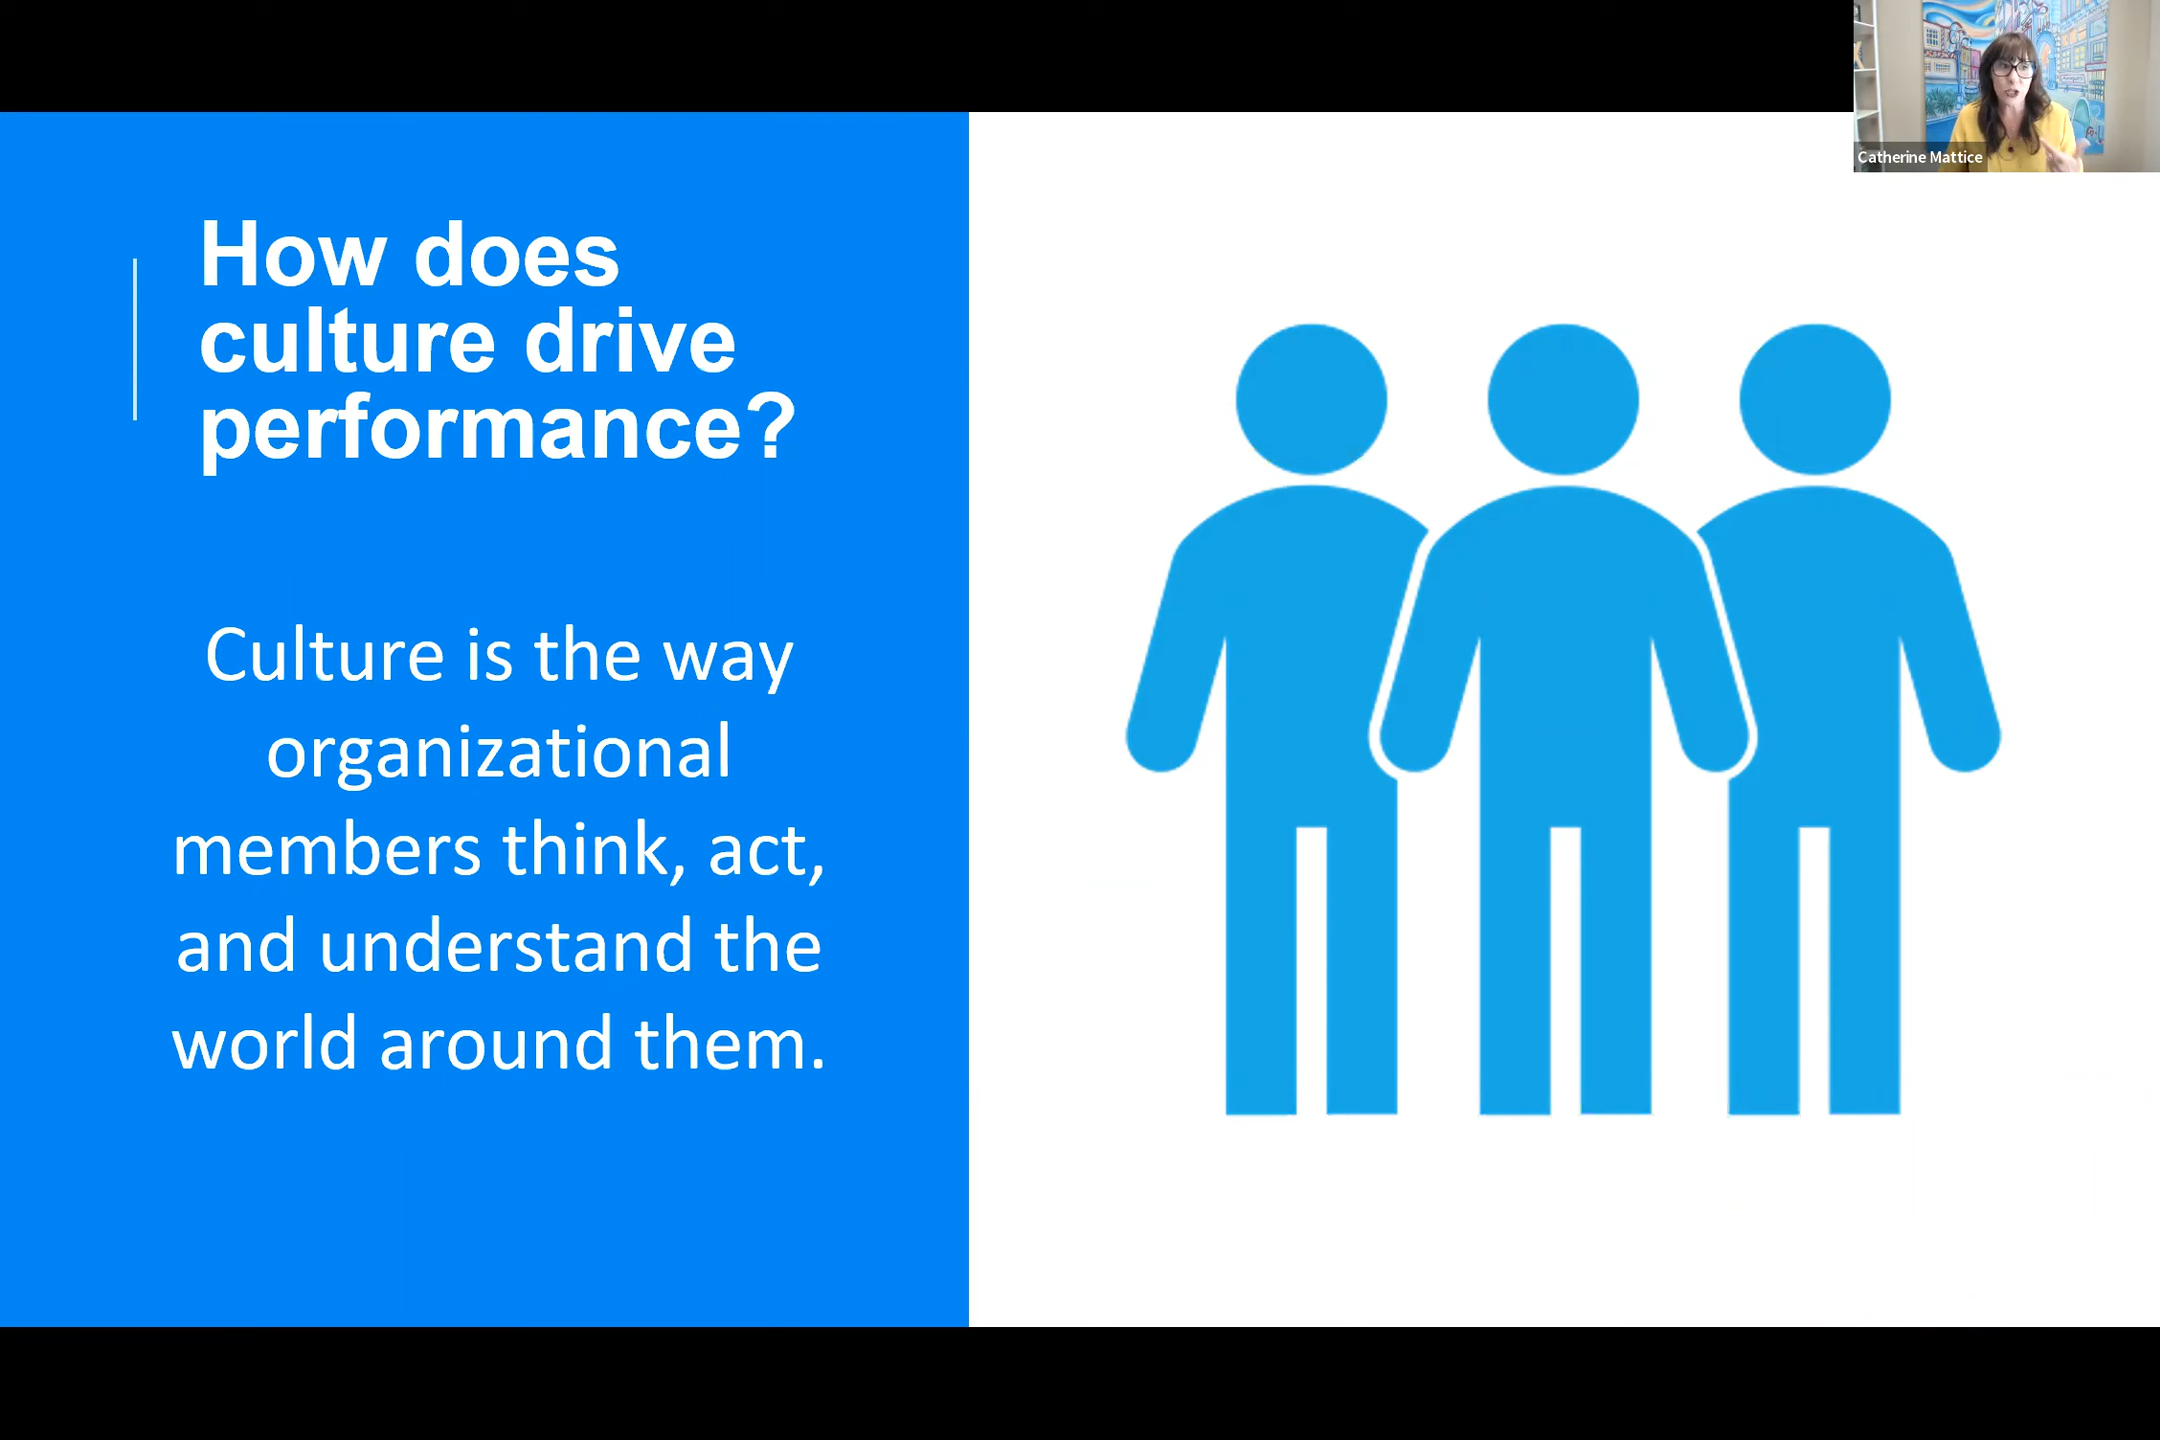 How does
culture drive
performance?
Culture is the way
organizational
members think, act,
and understand the
world around them.
Catherine Mattice